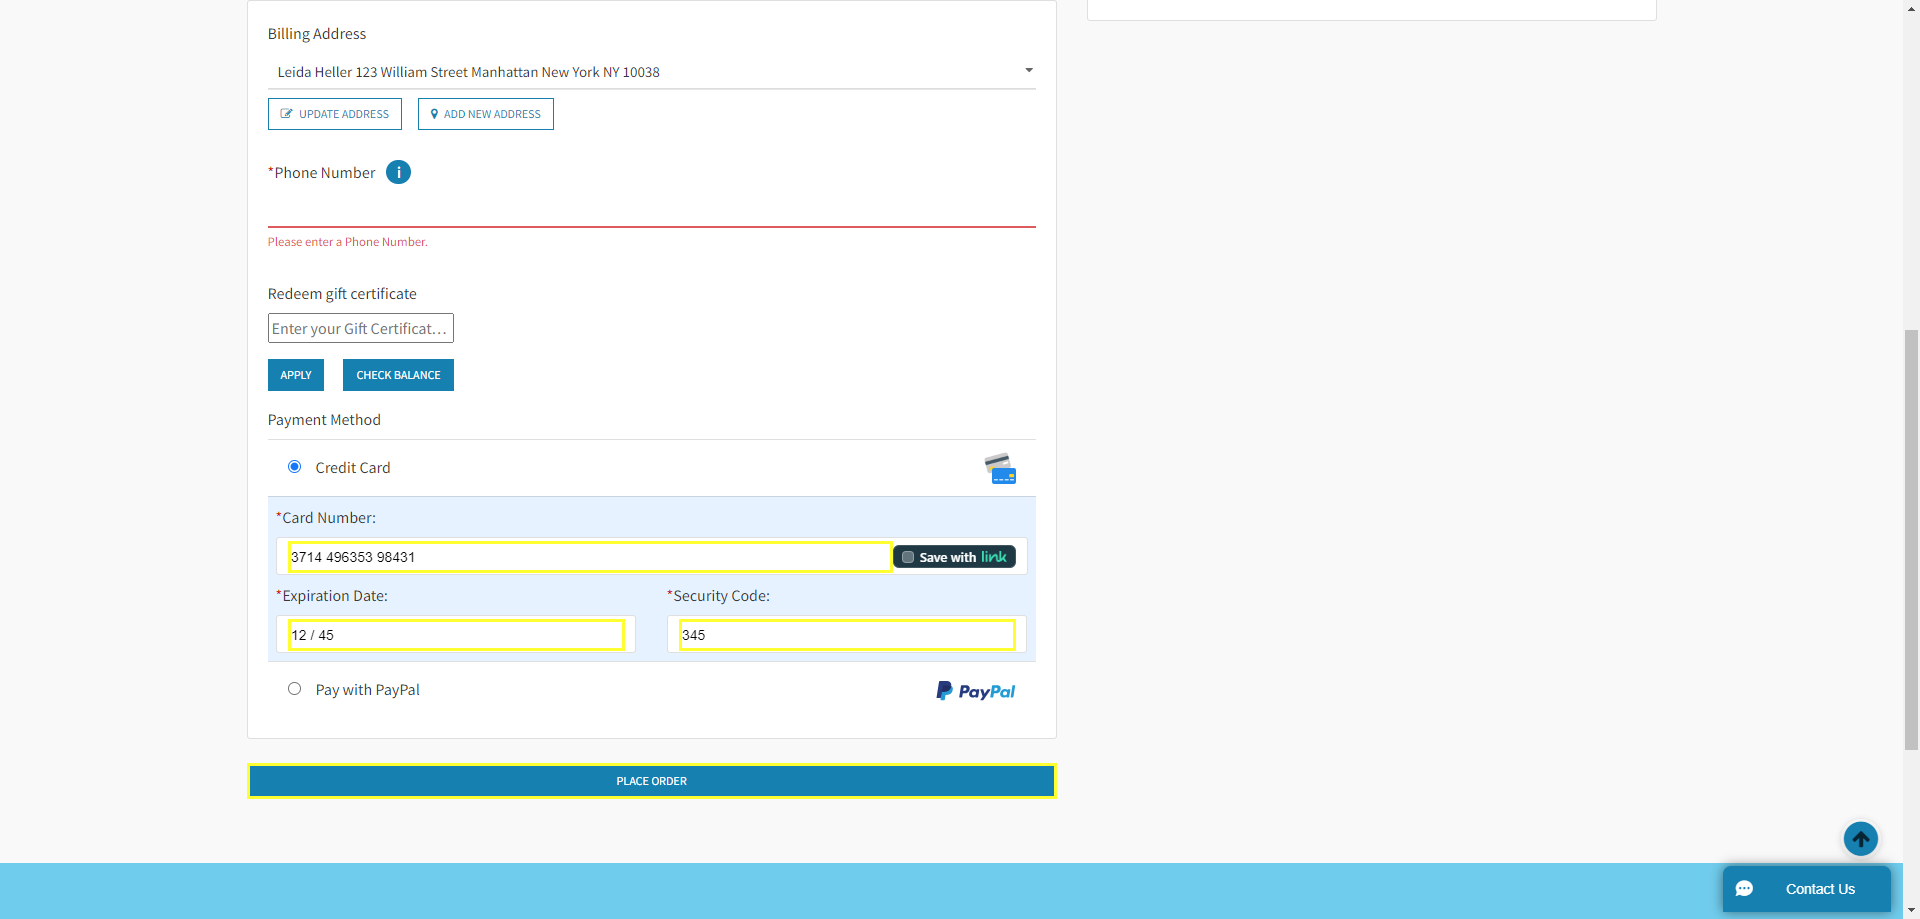 Billing Address
Leida Heller 123 William Street Manhattan New York NY 10038
UPDATE ADDRESS
ADD NEW ADDRESS
*Phone Number i
Please enter a Phone Number.
Redeem gift certificate
Enter your Gift Certificat...
APPLY
CHECK BALANCE
Payment Method
Credit Card
*Card Number:
3714 496353 98431
Save with link
*Expiration Date:
*Security Code:
12 / 45
345
Pay with PayPal
PayPal
PLACE ORDER
Contact Us